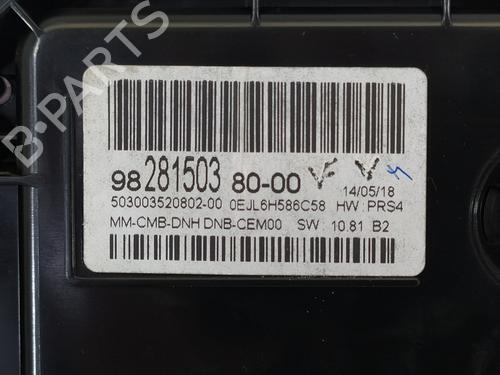 B-PARTS
98 281503 80-00
14/05/18
503003520802-00 0EJL6H586C58 HW: PRS4
MM-CMB-DNH DNB-CEM00 SW: 10.81 B2